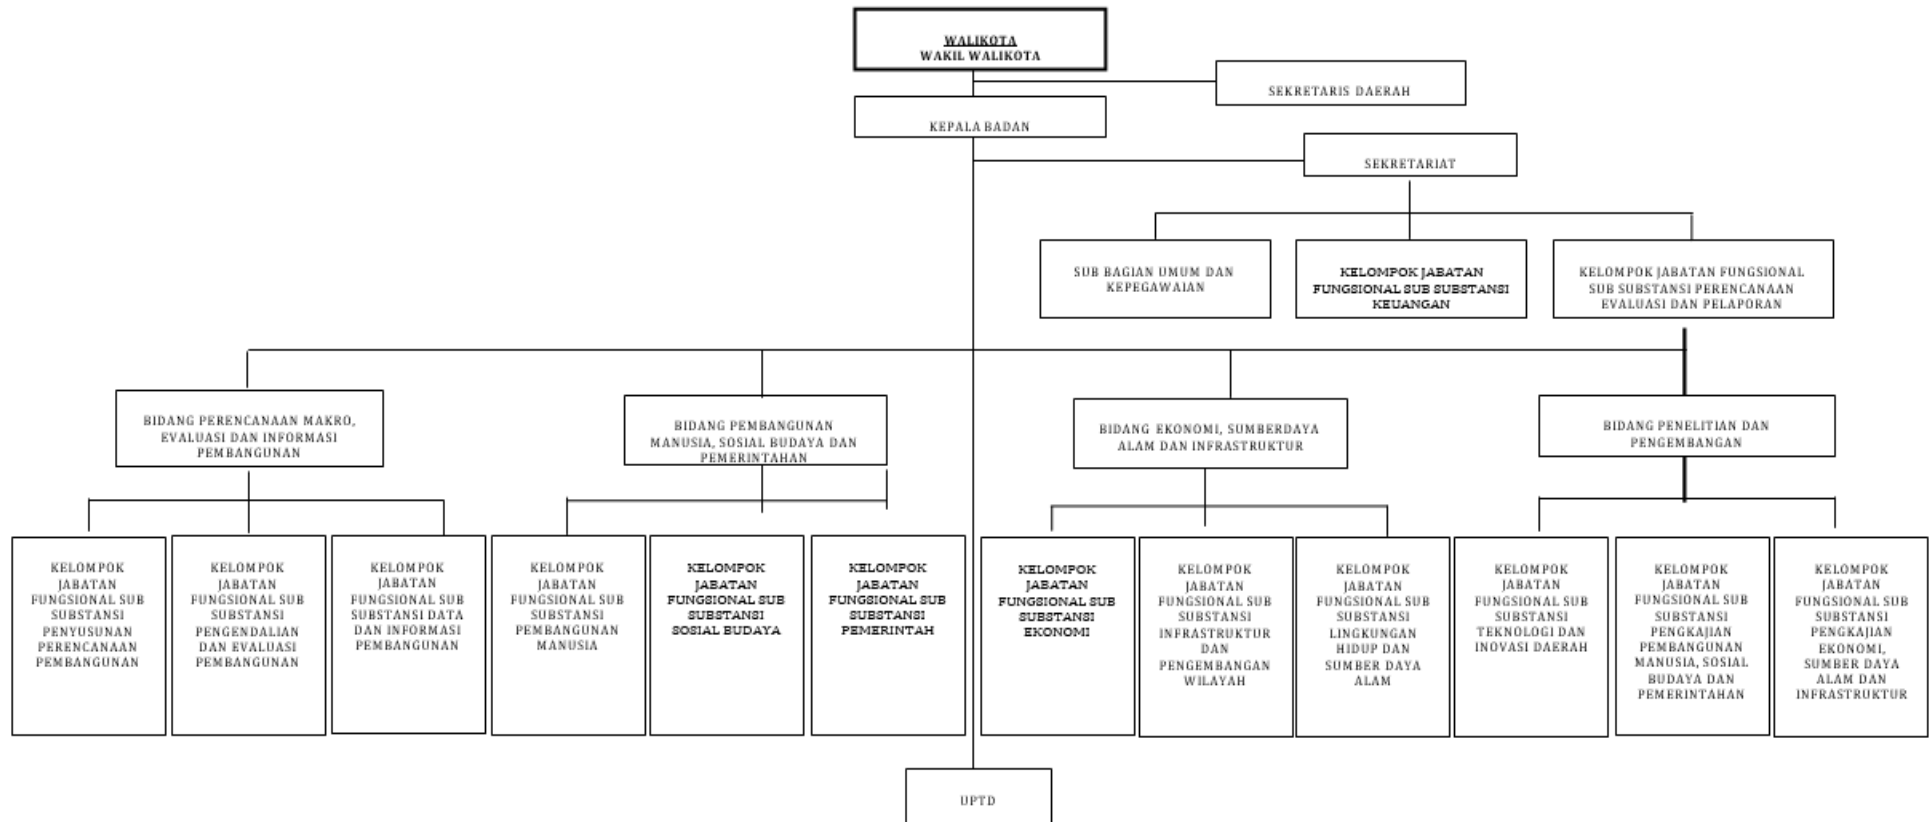 WALIKOTA
WAKIL WALIKOTA
SEKRETARIS DAERAH
KEPALA BADAN
SEKRETARIAT
SUB BAGIAN UMUM DAN
KEPEGAWAIAN
KELOMPOK JABATAN
FUNGSIONAL SUB SUBSTANSI
KEUANGAN
KELOMPOK JABATAN FUNGSIONAL
SUB SUBSTANSI PERENCANAAN
EVALUASI DAN PELAPORAN
BIDANG PERENCANAAN MAKRO,
EVALUASI DAN INFORMASI
PEMBANGUNAN
BIDANG PEMBANGUNAN
MANUSIA, SOSIAL BUDAYA DAN
PEMERINTAHAN
BIDANG EKONOMI, SUMBERDAYA
ALAM DAN INFRASTRUKTUR
BIDANG PENELITIAN DAN
PENGEMBANGAN
KELOMPOK
JABATAN
FUNGSIONAL SUB
SUBSTANSI
PENYUSUNAN
PERENCANAAN
PEMBANGUNAN
KELOMPOK
JABATAN
FUNGSIONAL SUB
SUBSTANSI
PENGENDALIAN
DAN EVALUASI
PEMBANGUNAN
KELOMPOK
JABATAN
FUNGSIONAL SUB
SUBSTANSI DATA
DAN INFORMASI
PEMBANGUNAN
KELOMPOK
JABATAN
FUNGSIONAL SUB
SUBSTANSI
PEMBANGUNAN
MANUSIA
KELOMPOK
JABATAN
FUNGSIONAL SUB
SUBSTANSI
SOSIAL BUDAYA
KELOMPOK
JABATAN
FUNGSIONAL SUB
SUBSTANSI
PEMERINTAH
KELOMPOK
JABATAN
FUNGSIONAL SUB
SUBSTANSI
EKONOMI
KELOMPOK
JABATAN
FUNGSIONAL SUB
SUBSTANSI
INFRASTRUKTUR
DAN
PENGEMBANGAN
WILAYAH
KELOMPOK
JABATAN
FUNGSIONAL SUB
SUBSTANSI
LINGKUNGAN
HIDUP DAN
SUMBER DAYA
ALAM
KELOMPOK
JABATAN
FUNGSIONAL SUB
SUBSTANSI
TEKNOLOGI DAN
INOVASI DAERAH
KELOMPOK
JABATAN
FUNGSIONAL SUB
SUBSTANSI
PENGKAJIAN
PEMBANGUNAN
MANUSIA, SOSIAL
BUDAYA DAN
PEMERINTAHAN
KELOMPOK
JABATAN
FUNGSIONAL SUB
SUBSTANSI
PENGKAJIAN
EKONOMI,
SUMBER DAYA
ALAM DAN
INFRASTRUKTUR
UPTD